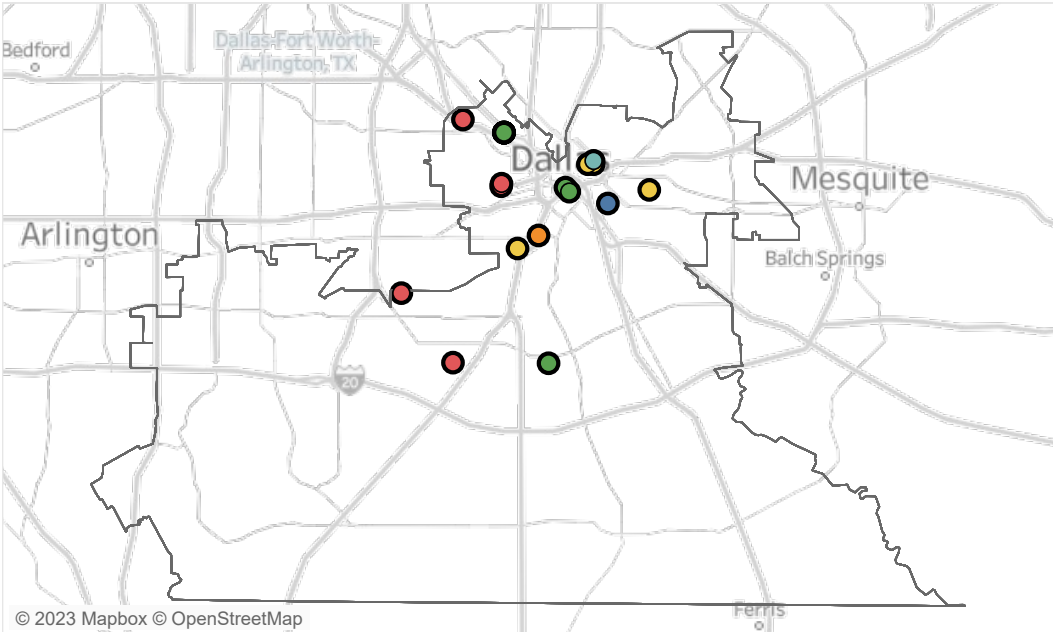 Bedford
Dallas-Fort Worth-
Arlington, TX
Dallas
Mesquite
Arlington
Balch Springs
20
Ferris
© 2023 Mapbox © OpenStreetMap